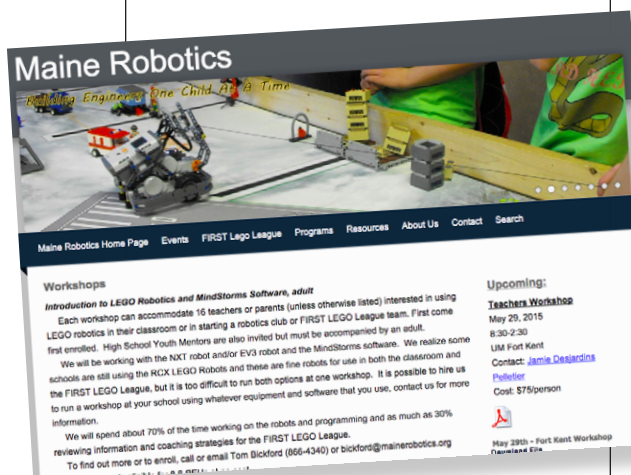 Maine Robotics
Building Engineers One Child At A Time
Maine Robotics Home Page Events FIRST Lego League Programs Resources About Us Contact Search
Workshops
Introduction to LEGO Robotics and MindStorms Software, adult
Each workshop can accommodate 16 teachers or parents (unless otherwise listed) interested in using
LEGO robotics in their classroom or in starting a robotics club or FIRST LEGO League team. First come
first enrolled. High School Youth Mentors are also invited but must be accompanied by an adult.
We will be working with the NXT robot and/or EV3 robot and the MindStorms software. We realize some
schools are still using the RCX LEGO Robots and these are fine robots for use in both the classroom and
the FIRST LEGO League, but it is too difficult to run both options at one workshop. It is possible to hire us
to run a workshop at your school using whatever equipment and software that you use, contact us for more
information.
We will spend about 70% of the time working on the robots and programming and as much as 30%
reviewing information and coaching strategies for the FIRST LEGO League.
To find out more or to enroll, call or email Tom Bickford (866-4340) or bickford@mainerobotics.org
Upcoming:
Teachers Workshop
May 29, 2015
8:30-2:30
UM Fort Kent
Contact: Jamie Desjardins
Pelletier
Cost: $75/person
May 29th - Fort Kent Workshop
Download File